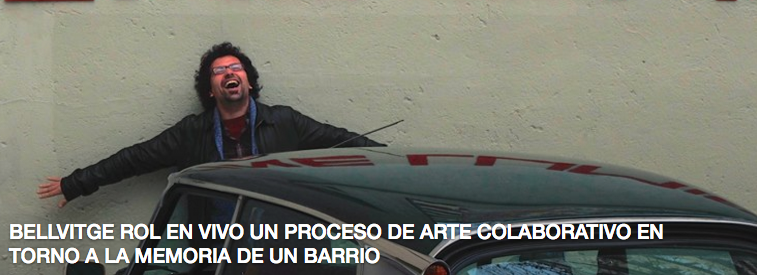 BELLVITGE ROL EN VIVO UN PROCESO DE ARTE COLABORATIVO EN
TORNO A LA MEMORIA DE UN BARRIO